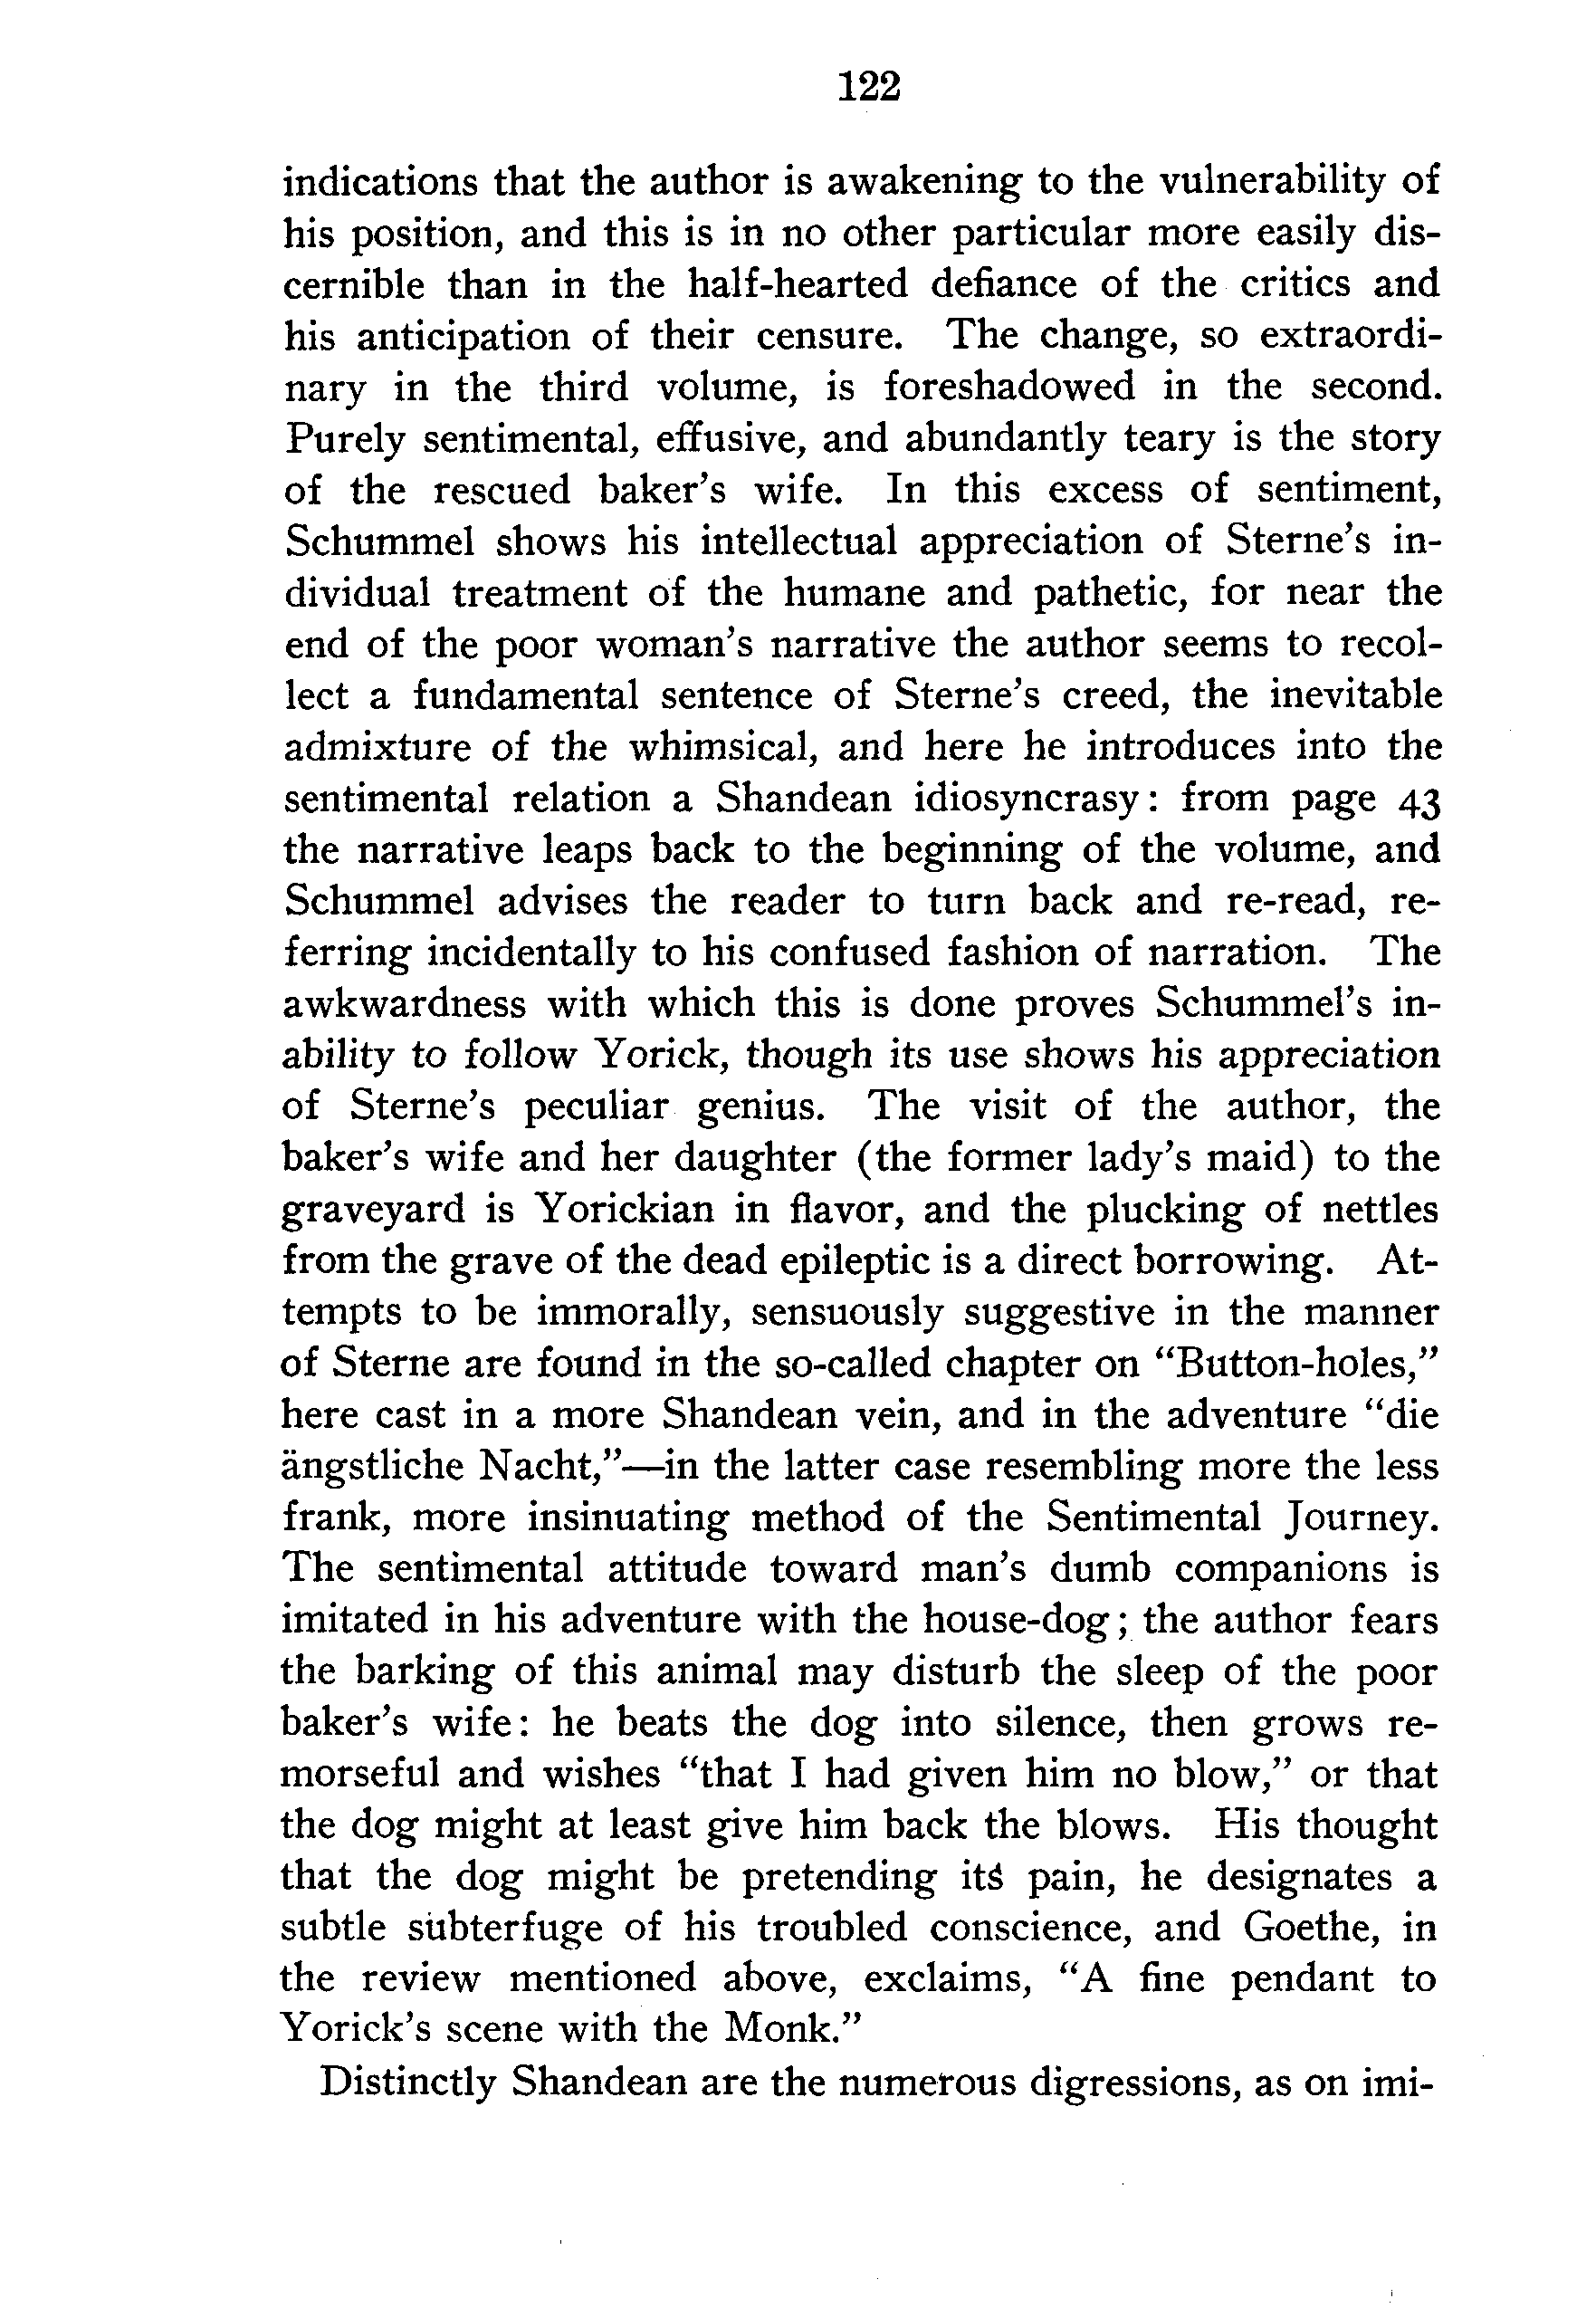 122
indications that the author is awakening to the vulnerability of
his position, and this is in no other particular more easily dis-
cernible than in the half-hearted defiance of the critics and
his anticipation of their censure. The change, so extraordi-
nary in the third volume, is foreshadowed in the second.
Purely sentimental, effusive, and abundantly teary is the story
of the rescued baker's wife. In this excess of sentiment,
Schummel shows his intellectual appreciation of Sterne's in-
dividual treatment of the humane and pathetic, for near the
end of the poor woman's narrative the author seems to recol-
lect a fundamental sentence of Sterne's creed, the inevitable
admixture of the whimsical, and here he introduces into the
sentimental relation a Shandean idiosyncrasy: from page 43
the narrative leaps back to the beginning of the volume, and
Schummel advises the reader to turn back and re-read, re-
ferring incidentally to his confused fashion of narration. The
awkwardness with which this is done proves Schummel's in-
ability to follow Yorick, though its use shows his appreciation
of Sterne's peculiar genius. The visit of the author, the
baker's wife and her daughter (the former lady's maid) to the
graveyard is Yorickian in flavor, and the plucking of nettles
from the grave of the dead epileptic is a direct borrowing. At-
tempts to be immorally, sensuously suggestive in the manner
of Sterne are found in the so-called chapter on "Button-holes,"
here cast in a more Shandean vein, and in the adventure "die
ängstliche Nacht,"—in the latter case resembling more the less
frank, more insinuating method of the Sentimental Journey.
The sentimental attitude toward man's dumb companions is
imitated in his adventure with the house-dog; the author fears
the barking of this animal may disturb the sleep of the poor
baker's wife: he beats the dog into silence, then grows re-
morseful and wishes "that I had given him no blow," or that
the dog might at least give him back the blows. His thought
that the dog might be pretending its pain, he designates a
subtle subterfuge of his troubled conscience, and Goethe, in
the review mentioned above, exclaims, "A fine pendant to
Yorick's scene with the Monk."
Distinctly Shandean are the numerous digressions, as on imi-